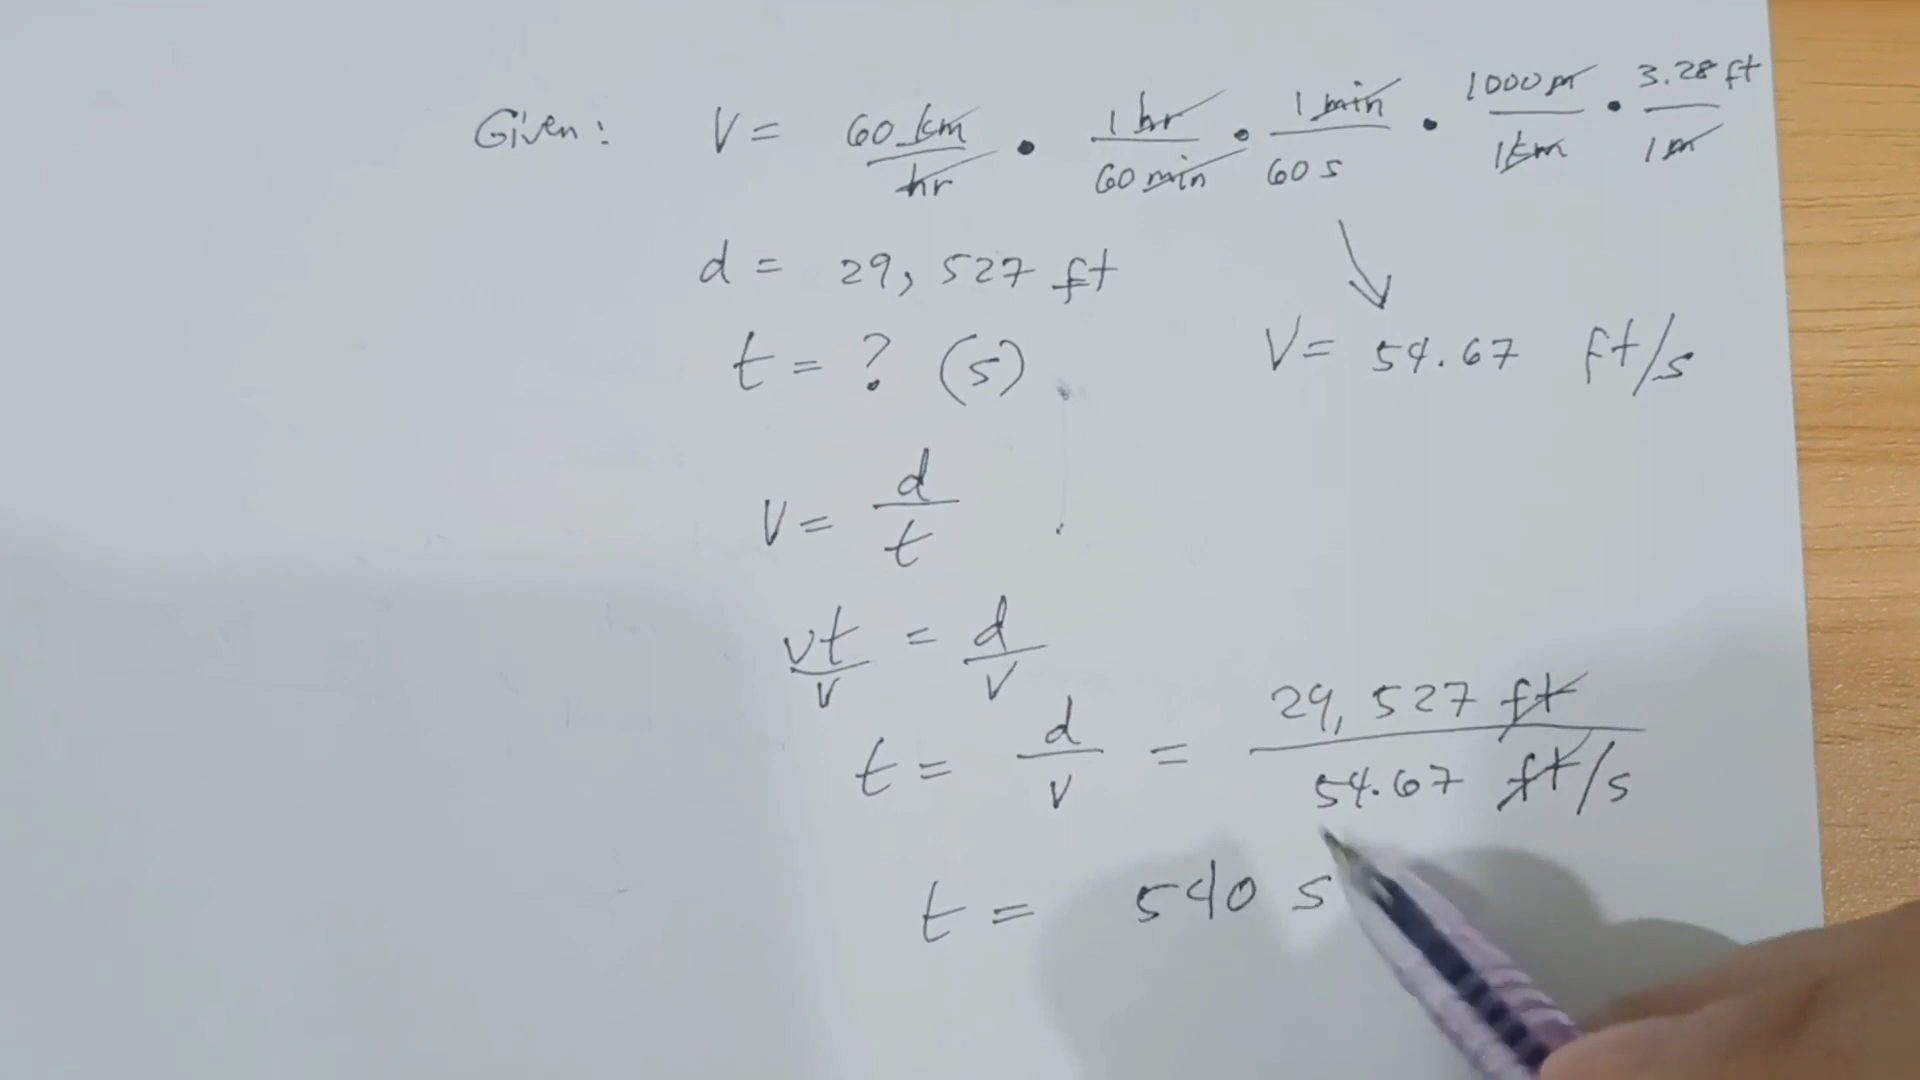 Given: V = 60 km/hr • 1 hr/60 min • 1 min/60 s • 1000 m/1 km • 3.28 ft/1 m
d = 29, 527 ft
t = ? (s)
V = 54.67 ft/s
V = d/t
vt/v = d/v
t = d/v = 29, 527 ft/54.67 ft/s
t = 540 s